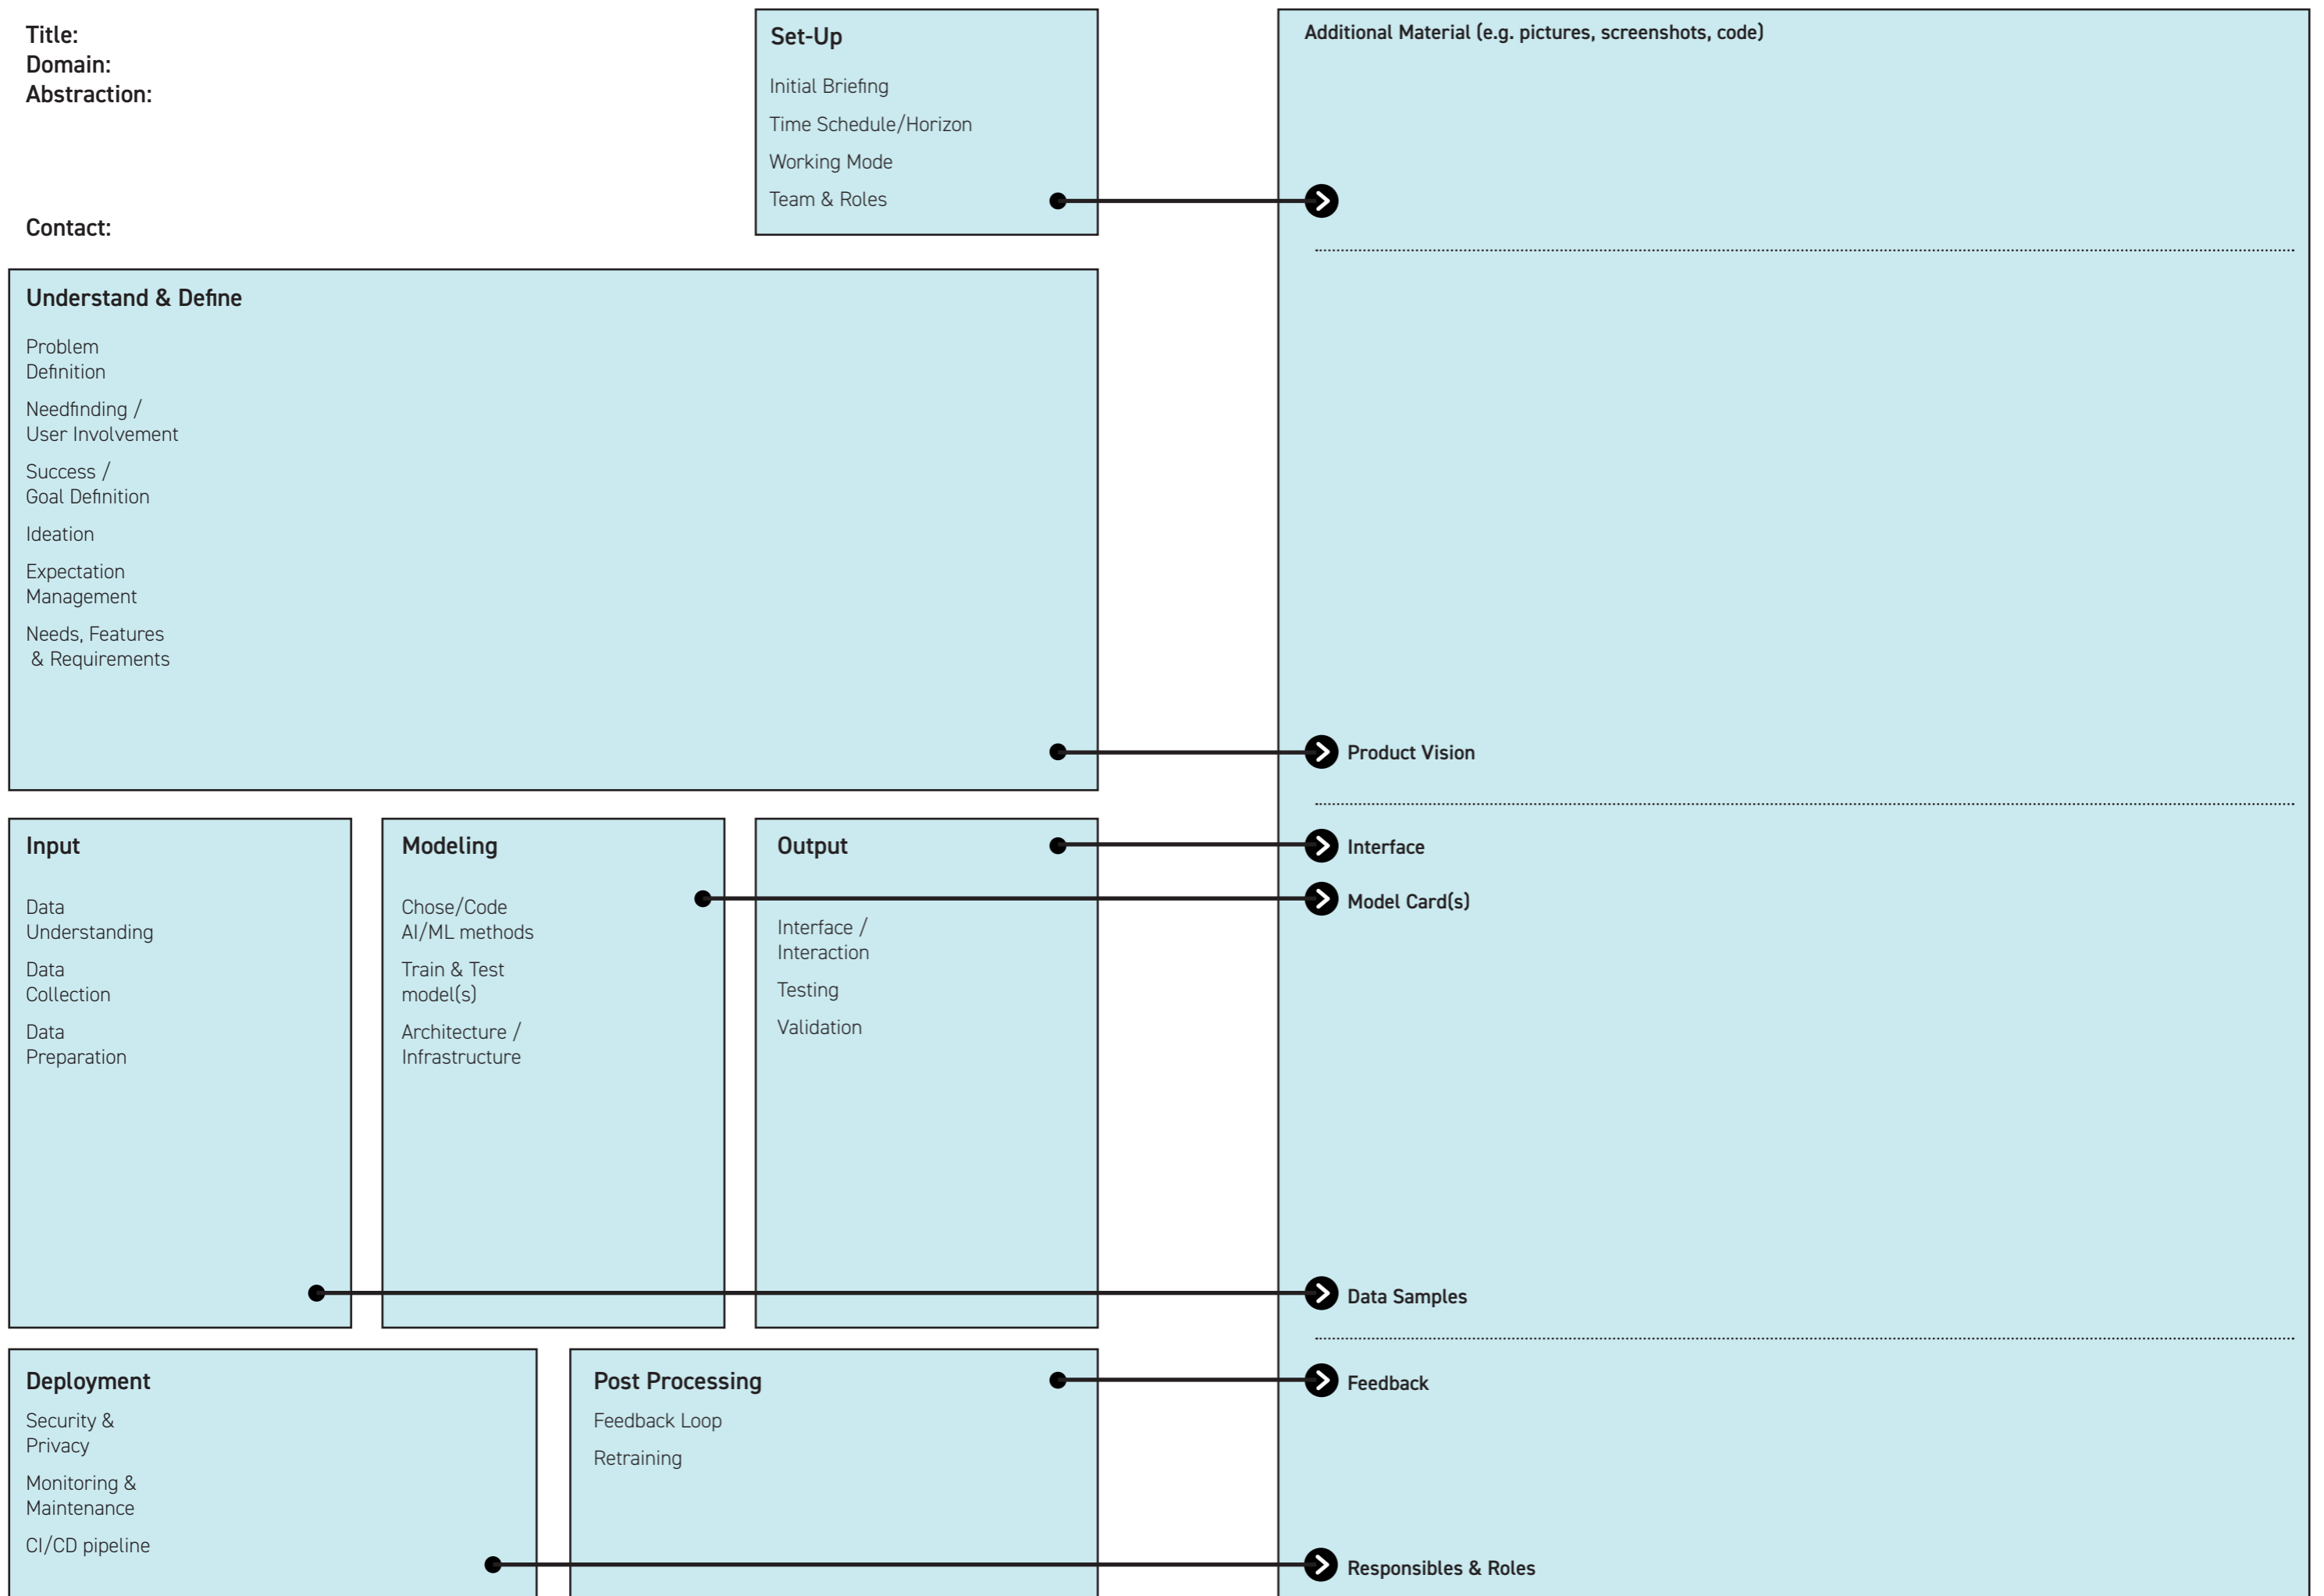 Title:
Domain:
Abstraction:
Contact:
Set-Up
Initial Briefing
Time Schedule/Horizon
Working Mode
Team & Roles
Additional Material (e.g. pictures, screenshots, code)
Understand & Define
Problem
Definition
Needfinding /
User Involvement
Success /
Goal Definition
Ideation
Expectation
Management
Needs, Features
& Requirements
Product Vision
Input
Data
Understanding
Data
Collection
Data
Preparation
Modeling
Chose/Code
AI/ML methods
Train & Test
model(s)
Architecture /
Infrastructure
Output
Interface /
Interaction
Testing
Validation
Interface
Model Card(s)
Data Samples
Deployment
Security &
Privacy
Monitoring &
Maintenance
CI/CD pipeline
Post Processing
Feedback Loop
Retraining
Feedback
Responsibles & Roles